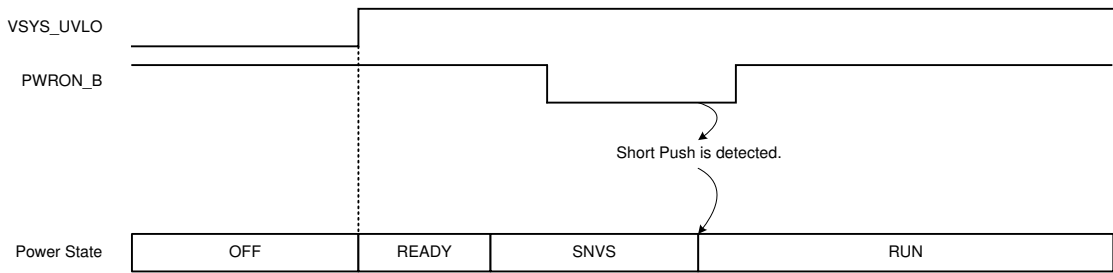 VSYS_UVLO
PWRON_B
Short Push is detected.
Power State
OFF
READY
SNVS
RUN